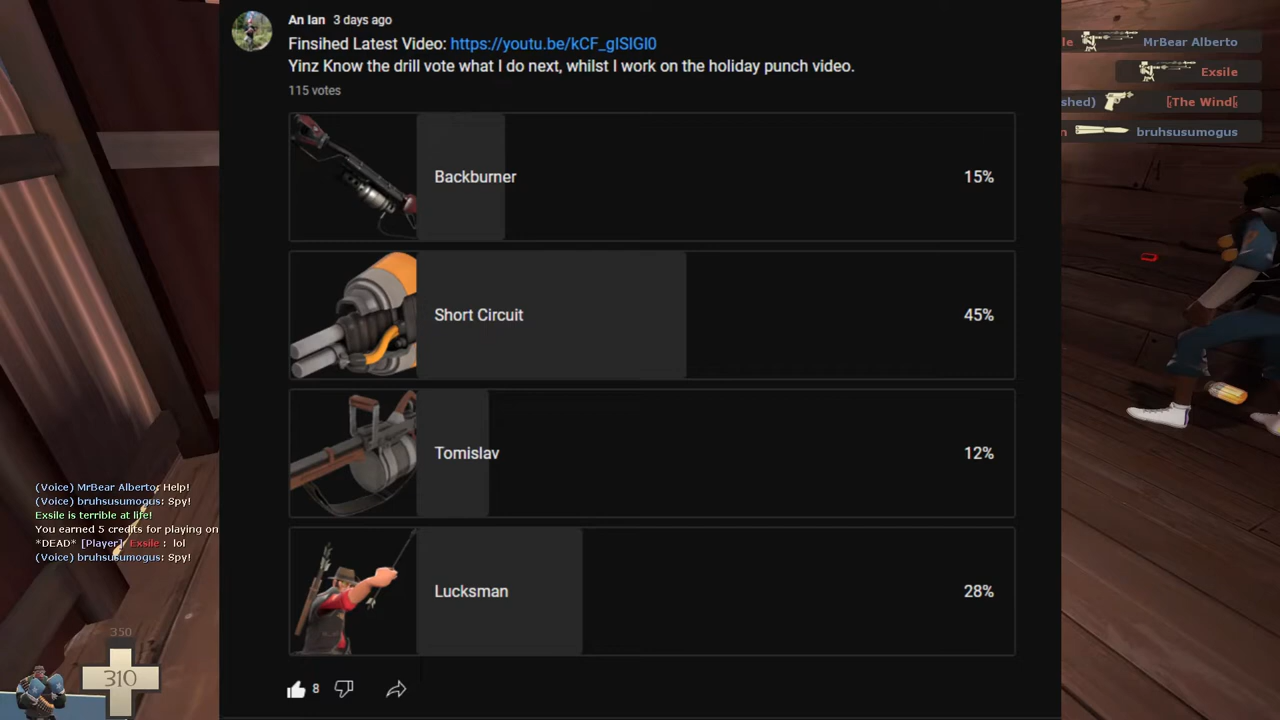 An Ian 3 days ago
Finsihed Latest Video: https://youtu.be/kCF_gISIGI0
Yinz Know the drill vote what I do next, whilst I work on the holiday punch video.
115 votes
Backburner 15%
Short Circuit 45%
Tomislav 12%
Lucksman 28%
8
MrBear Alberto
Exsile
[The Wind[
bruhsusumogus
(Voice) MrBear Alberto: Help!
(Voice) bruhsusumogus: Spy!
Exsile is terrible at life!
You earned 5 credits for playing on
*DEAD* [Player] Exsile : lol
(Voice) bruhsusumogus: Spy!
350
310